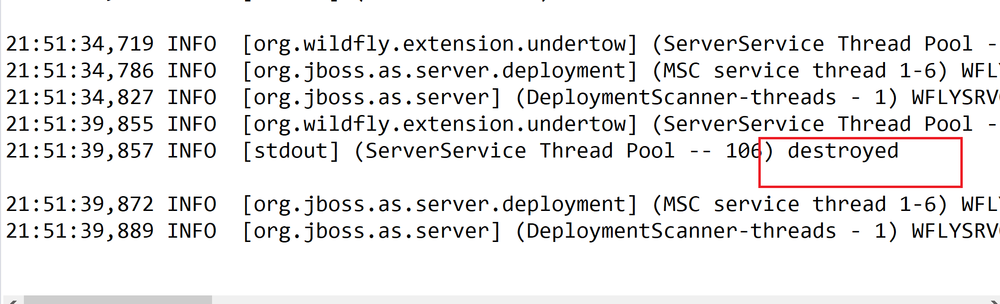 21:51:34,719 INFO  [org.wildfly.extension.undertow] (ServerService Thread Pool -
21:51:34,786 INFO  [org.jboss.as.server.deployment] (MSC service thread 1-6) WFLY
21:51:34,827 INFO  [org.jboss.as.server] (DeploymentScanner-threads - 1) WFLYSRV
21:51:39,855 INFO  [org.wildfly.extension.undertow] (ServerService Thread Pool -
21:51:39,857 INFO  [stdout] (ServerService Thread Pool -- 106) destroyed
21:51:39,872 INFO  [org.jboss.as.server.deployment] (MSC service thread 1-6) WFLY
21:51:39,889 INFO  [org.jboss.as.server] (DeploymentScanner-threads - 1) WFLYSRV